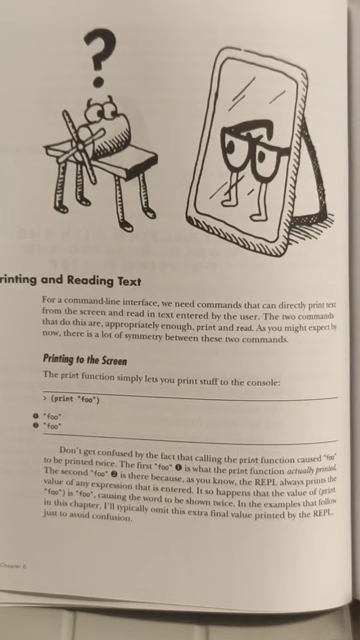 ?
rinting and Reading Text
For a command-line interface, we need commands that can directly print text
from the screen and read in text entered by the user. The two commands
that do this are, appropriately enough, print and read. As you might expect by
now, there is a lot of symmetry between these two commands.
Printing to the Screen
The print function simply lets you print stuff to the console:
> (print "foo")
❶ "foo"
❷ "foo"
Don't get confused by the fact that calling the print function caused "foo"
to be printed twice. The first "foo" ❶ is what the print function actually printed.
The second "foo" ❷ is there because, as you know, the REPL always prints the
value of any expression that is entered. It so happens that the value of (print
"foo") is "foo", causing the word to be shown twice. In the examples that follow
in this chapter, I'll typically omit this extra final value printed by the REPL,
just to avoid confusion.
Chapter 6